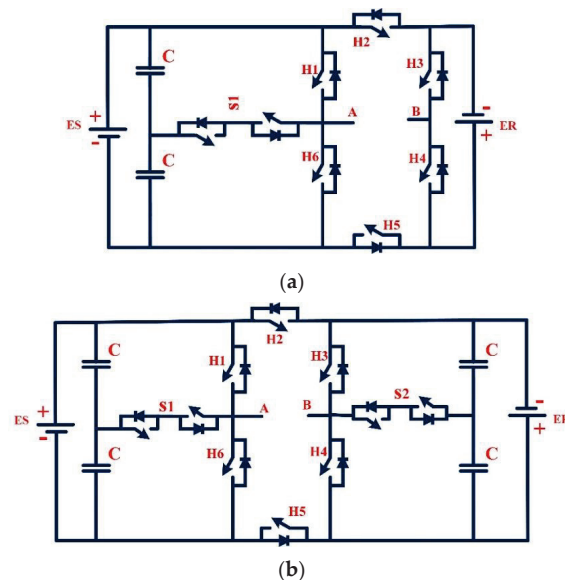 H2
C
H1
H3
S1
A
B
ES
+
-
-
+
ER
C
H6
H4
H5
(a)
H2
C
H1
H3
C
S1
A
B
S2
ES
+
-
-
+
C
H6
H4
C
H5
(b)